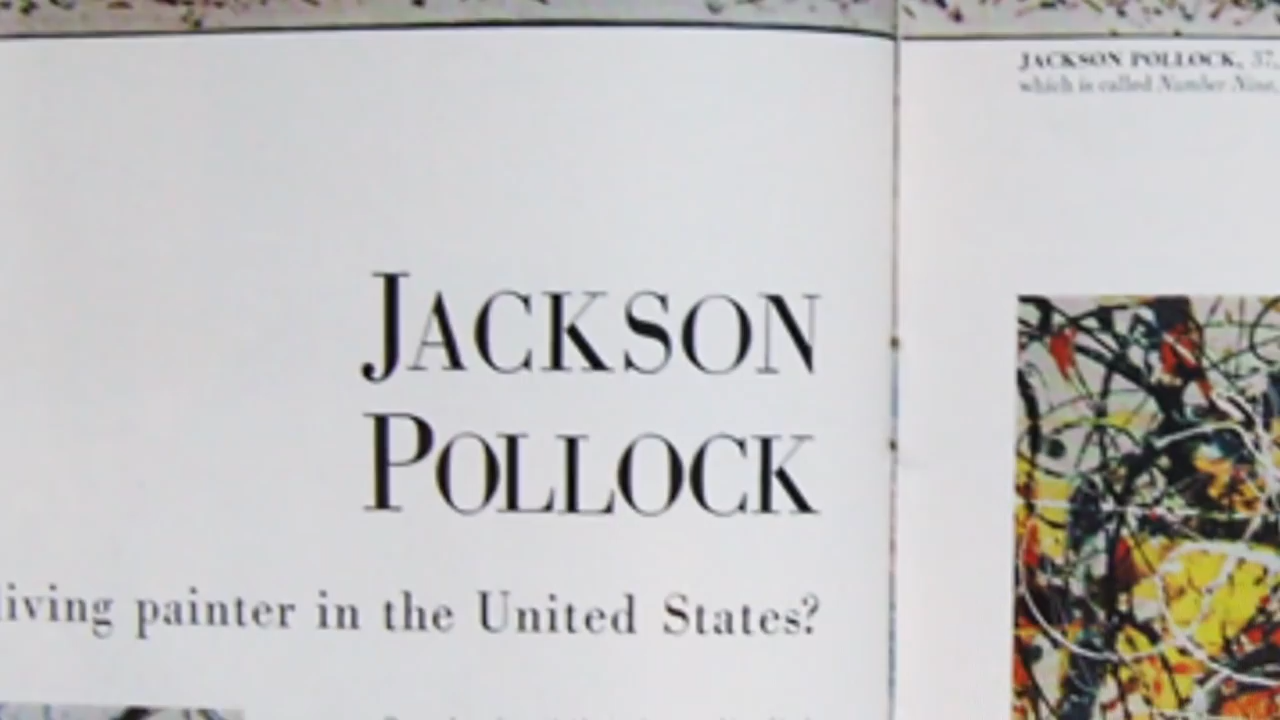 JACKSON
POLLOCK
living painter in the United States?
JACKSON POLLOCK, 37,
which is called Number Nine,